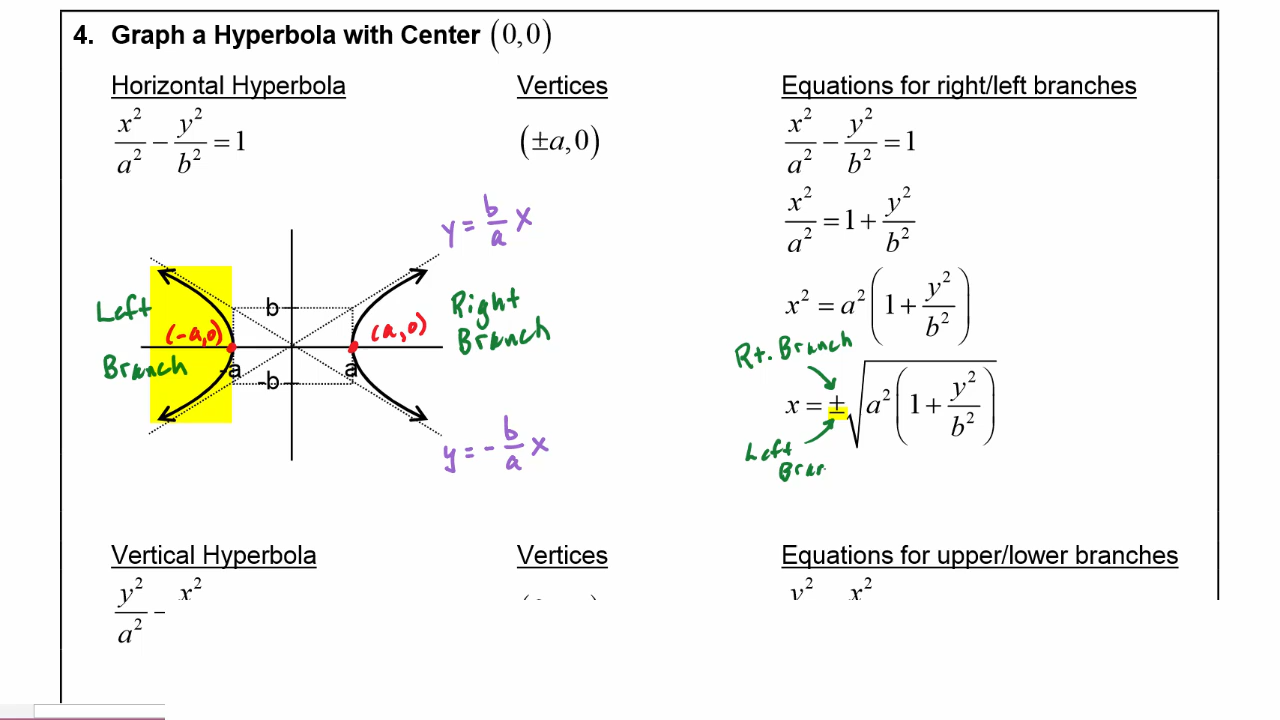 4. Graph a Hyperbola with Center (0,0)
Horizontal Hyperbola Vertices Equations for right/left branches
x²/a² − y²/b² = 1 (±a,0) x²/a² − y²/b² = 1
x²/a² = 1 + y²/b²
y = b/a x
x² = a²(1 + y²/b²)
Left b Right
(-a,0) (a,0) Branch
Branch -a a
-b
Rt. Branch
x = ±√(a²(1 + y²/b²))
y = - b/a x
Left
Bran
Vertical Hyperbola Vertices Equations for upper/lower branches
y²/a² − x² y² x²